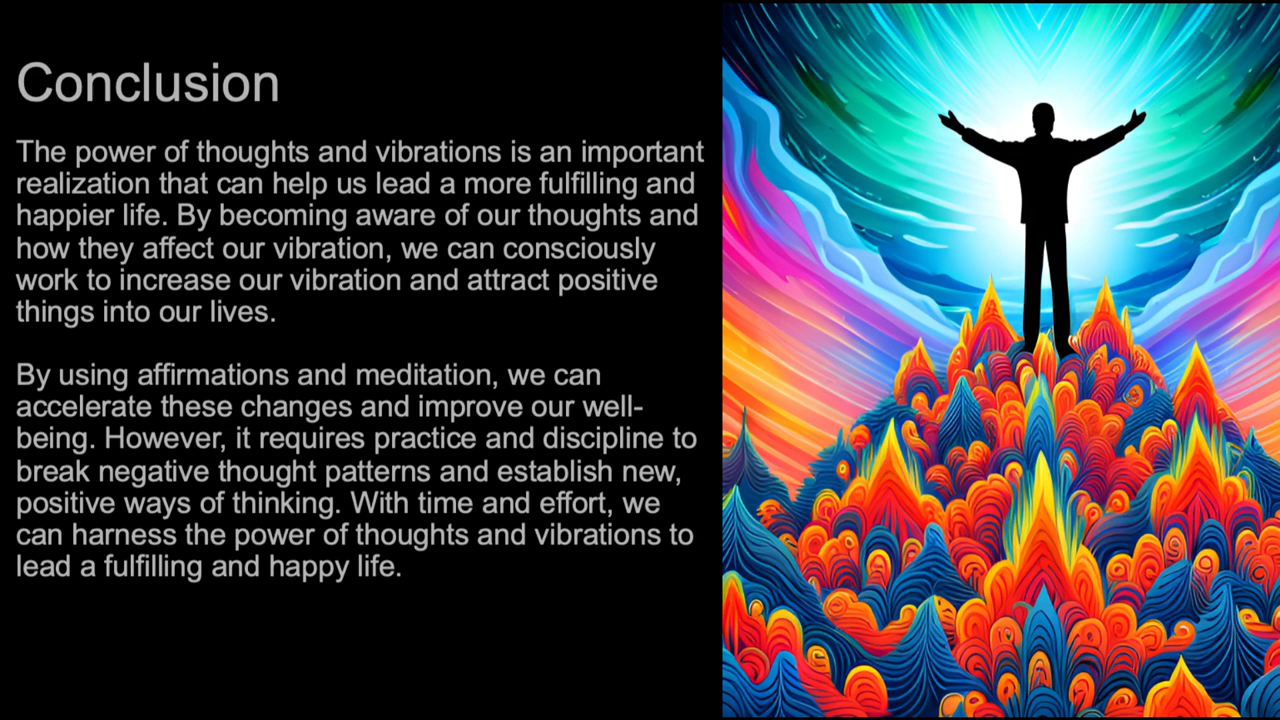 Conclusion
The power of thoughts and vibrations is an important
realization that can help us lead a more fulfilling and
happier life. By becoming aware of our thoughts and
how they affect our vibration, we can consciously
work to increase our vibration and attract positive
things into our lives.
By using affirmations and meditation, we can
accelerate these changes and improve our well-
being. However, it requires practice and discipline to
break negative thought patterns and establish new,
positive ways of thinking. With time and effort, we
can harness the power of thoughts and vibrations to
lead a fulfilling and happy life.